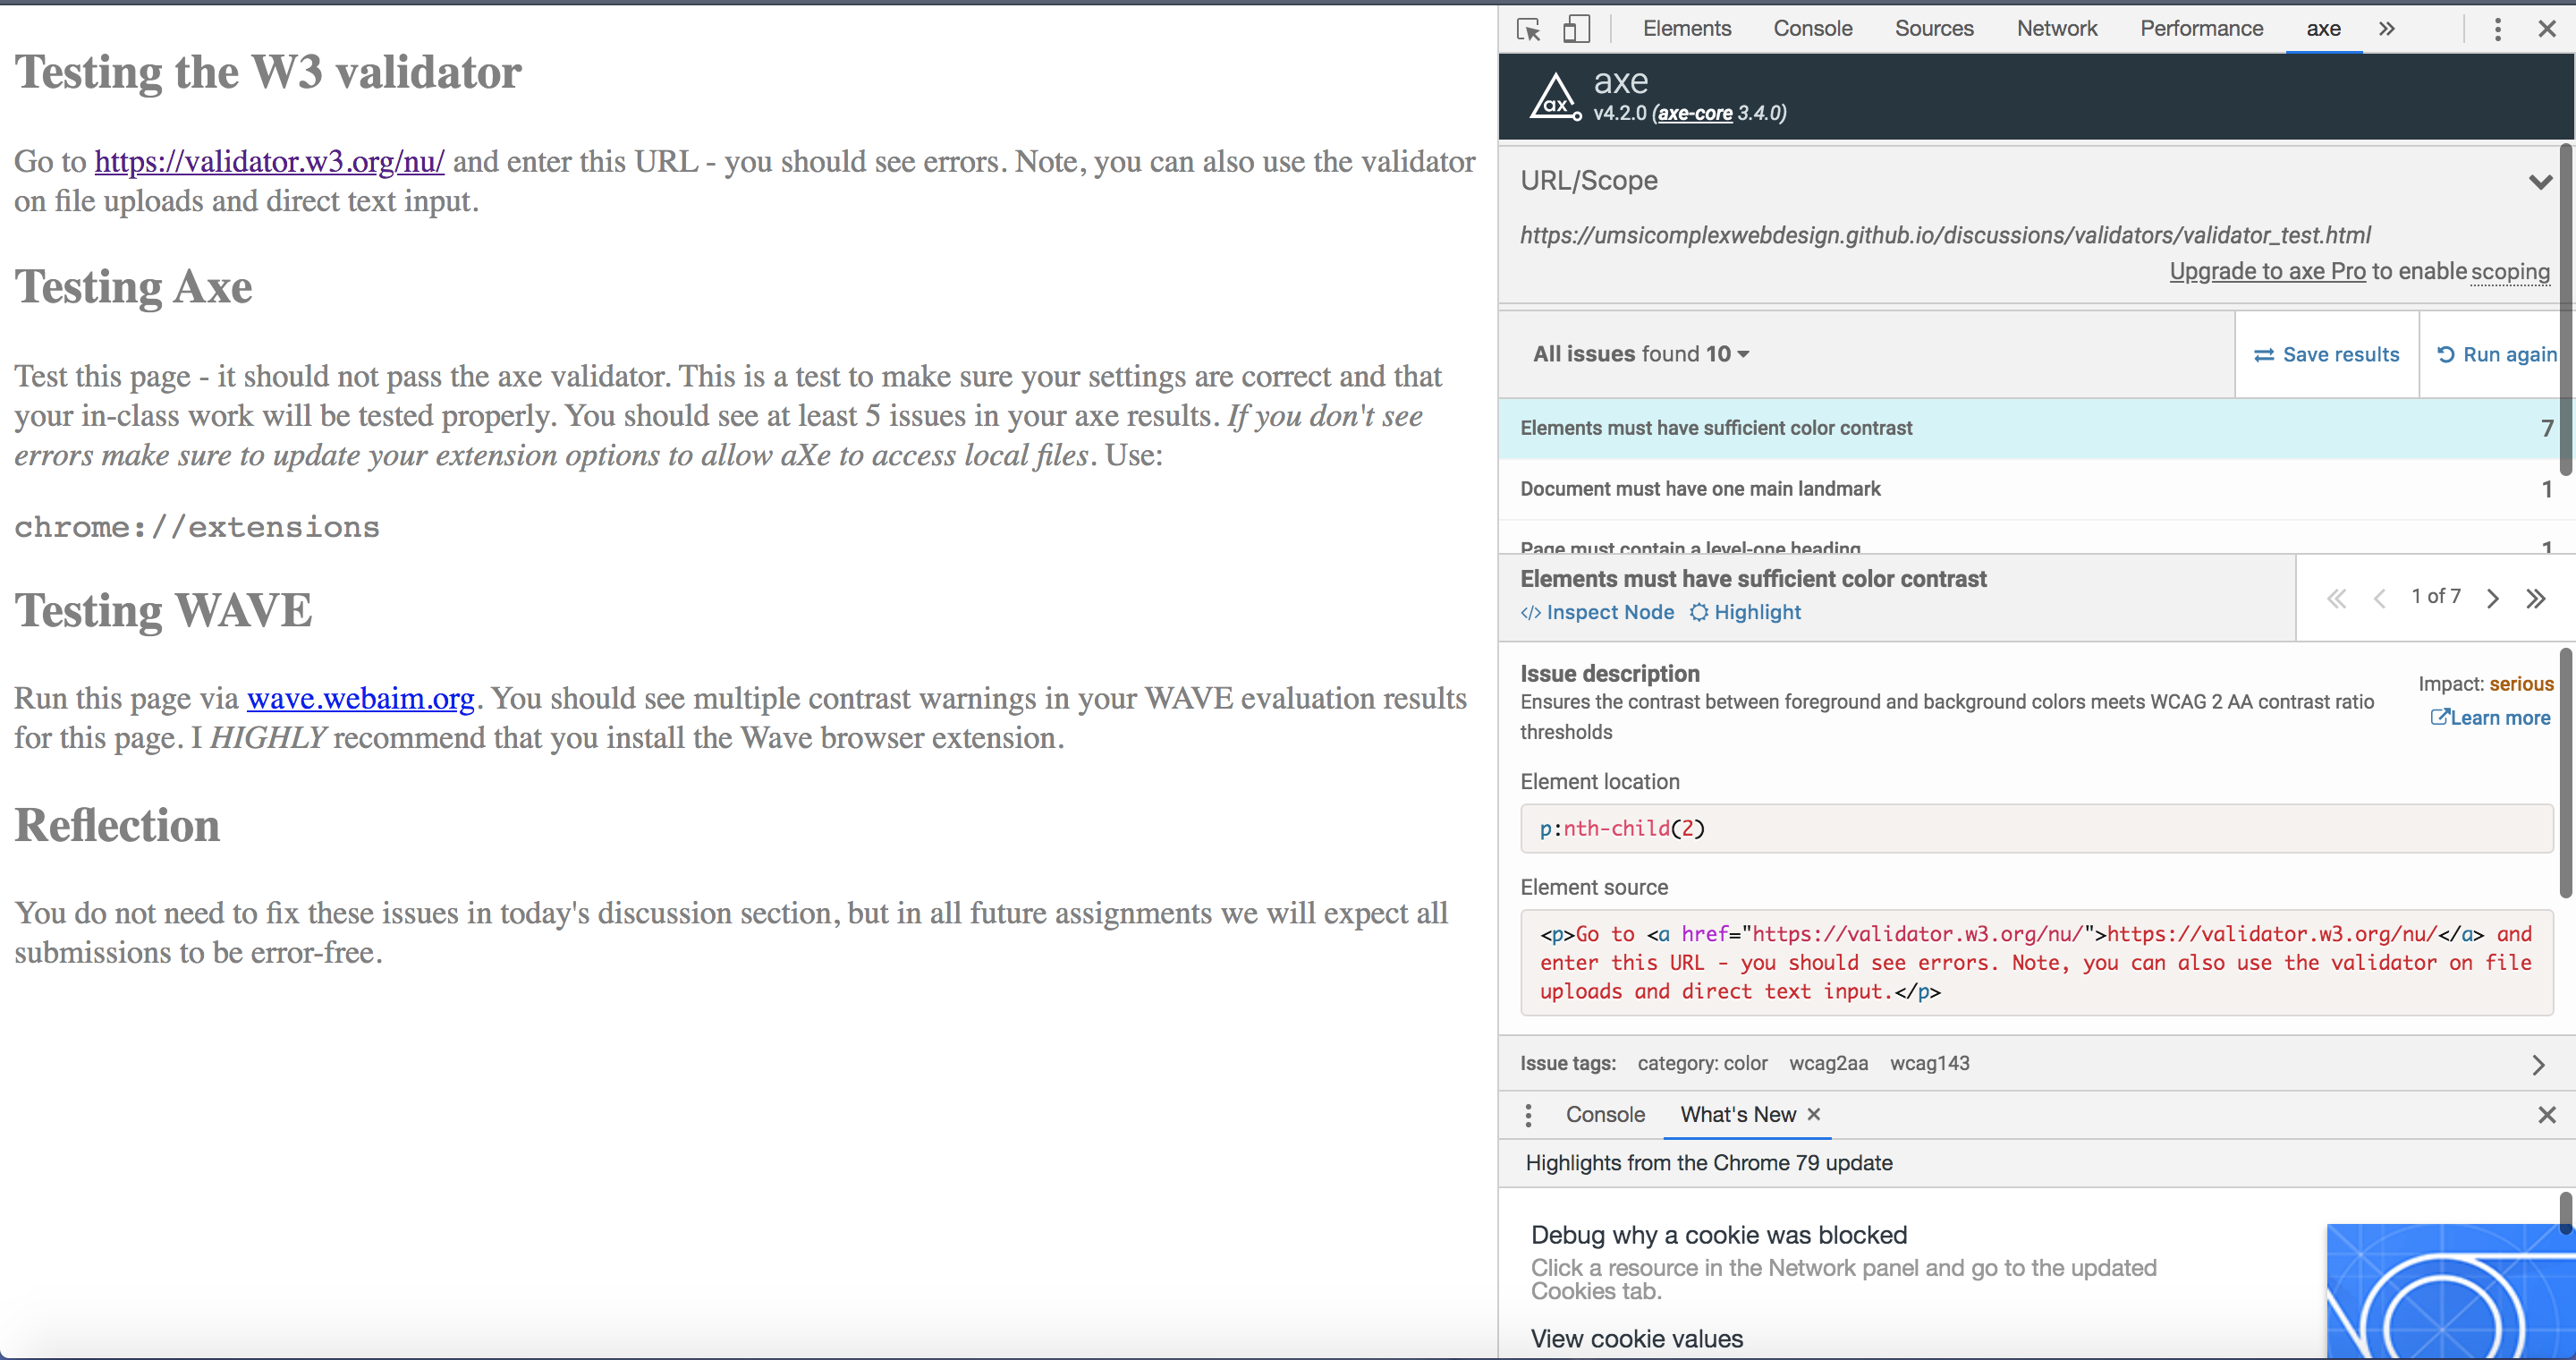 Testing the W3 validator
Go to https://validator.w3.org/nu/ and enter this URL - you should see errors. Note, you can also use the validator
on file uploads and direct text input.
Testing Axe
Test this page - it should not pass the axe validator. This is a test to make sure your settings are correct and that
your in-class work will be tested properly. You should see at least 5 issues in your axe results. If you don't see
errors make sure to update your extension options to allow aXe to access local files. Use:
chrome://extensions
Testing WAVE
Run this page via wave.webaim.org. You should see multiple contrast warnings in your WAVE evaluation results
for this page. I HIGHLY recommend that you install the Wave browser extension.
Reflection
You do not need to fix these issues in today's discussion section, but in all future assignments we will expect all
submissions to be error-free.
Elements Console Sources Network Performance axe
ax
axe
v4.2.0 (axe-core 3.4.0)
URL/Scope
https://umsicomplexwebdesign.github.io/discussions/validators/validator_test.html
Upgrade to axe Pro to enable scoping
All issues found 10 Save results Run again
Elements must have sufficient color contrast 7
Document must have one main landmark 1
Page must contain a level-one heading 1
Elements must have sufficient color contrast
</> Inspect Node Highlight 1 of 7
Issue description
Impact: serious
Ensures the contrast between foreground and background colors meets WCAG 2 AA contrast ratio
thresholds
Learn more
Element location
p:nth-child(2)
Element source
<p>Go to <a href="https://validator.w3.org/nu/">https://validator.w3.org/nu/</a> and
enter this URL - you should see errors. Note, you can also use the validator on file
uploads and direct text input.</p>
Issue tags: category: color wcag2aa wcag143
Console What's New ×
Highlights from the Chrome 79 update
Debug why a cookie was blocked
Click a resource in the Network panel and go to the updated
Cookies tab.
View cookie values